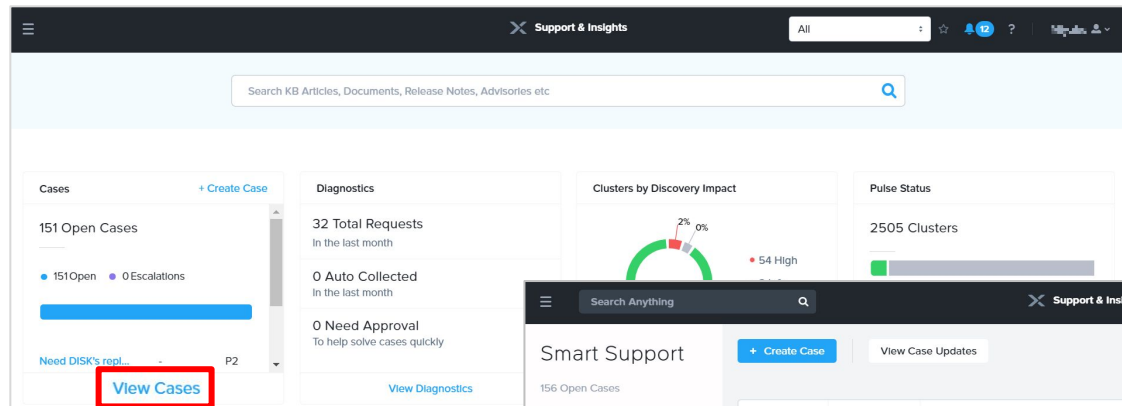 Support & Insights
All
12
?
Search KB Articles, Documents, Release Notes, Advisories etc
Cases
+ Create Case
151 Open Cases
151 Open
0 Escalations
Need DISK's repl...
-
P2
View Cases
Diagnostics
32 Total Requests
In the last month
0 Auto Collected
In the last month
0 Need Approval
To help solve cases quickly
View Diagnostics
Clusters by Discovery Impact
2%
0%
54 High
Pulse Status
2505 Clusters
Search Anything
Support & Insi
Smart Support
156 Open Cases
+ Create Case
View Case Updates